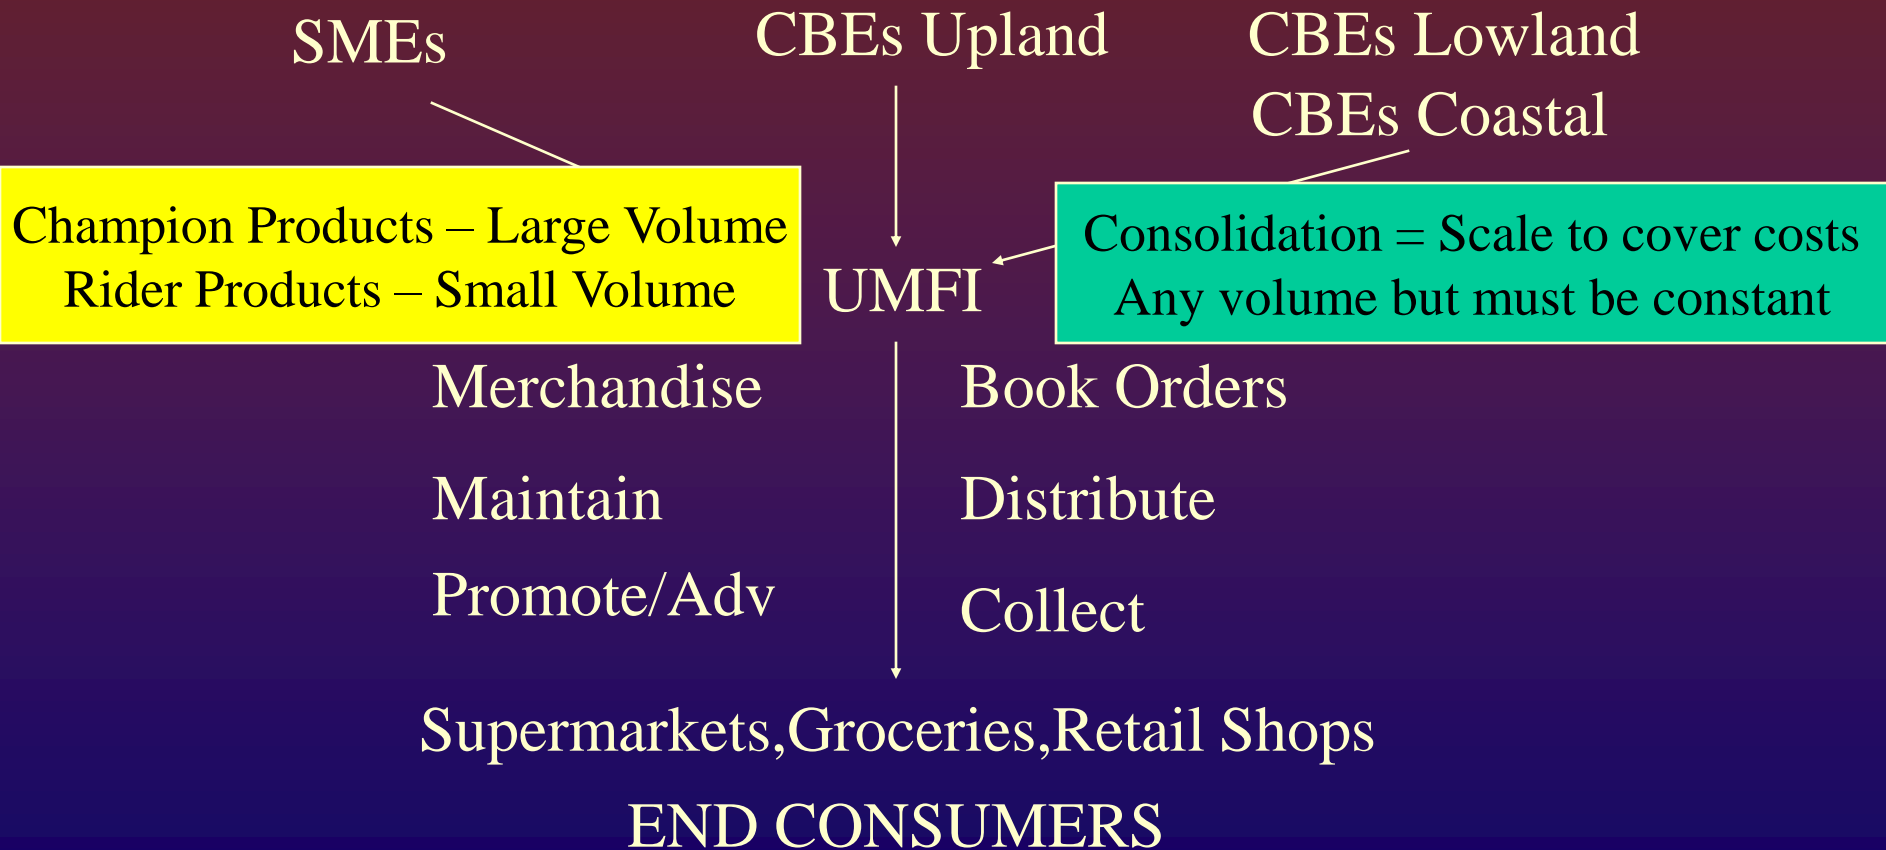 SMEs
CBEs Upland
CBEs Lowland
CBEs Coastal
Champion Products – Large Volume
Rider Products – Small Volume
UMFI
Consolidation = Scale to cover costs
Any volume but must be constant
Merchandise
Book Orders
Maintain
Distribute
Promote/Adv
Collect
Supermarkets,Groceries,Retail Shops
END CONSUMERS